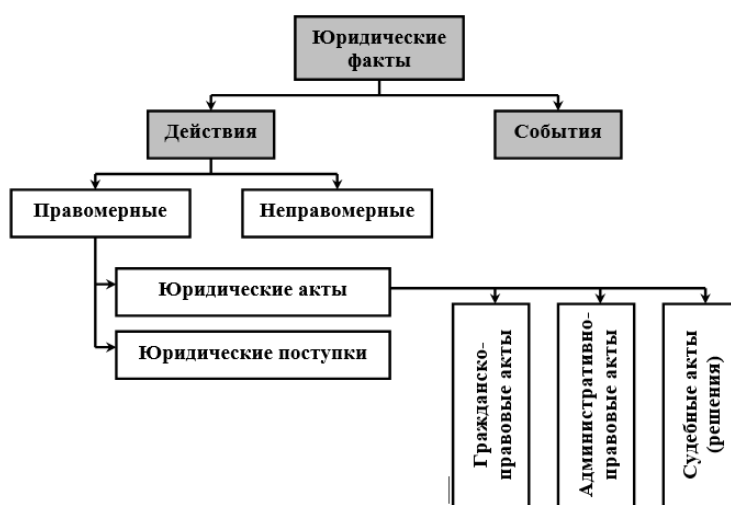 Юридические
факты
Действия
События
Правомерные
Неправомерные
Юридические акты
Юридические поступки
Гражданско-
правовые акты
Административно-
правовые акты
Судебные акты
(решения)